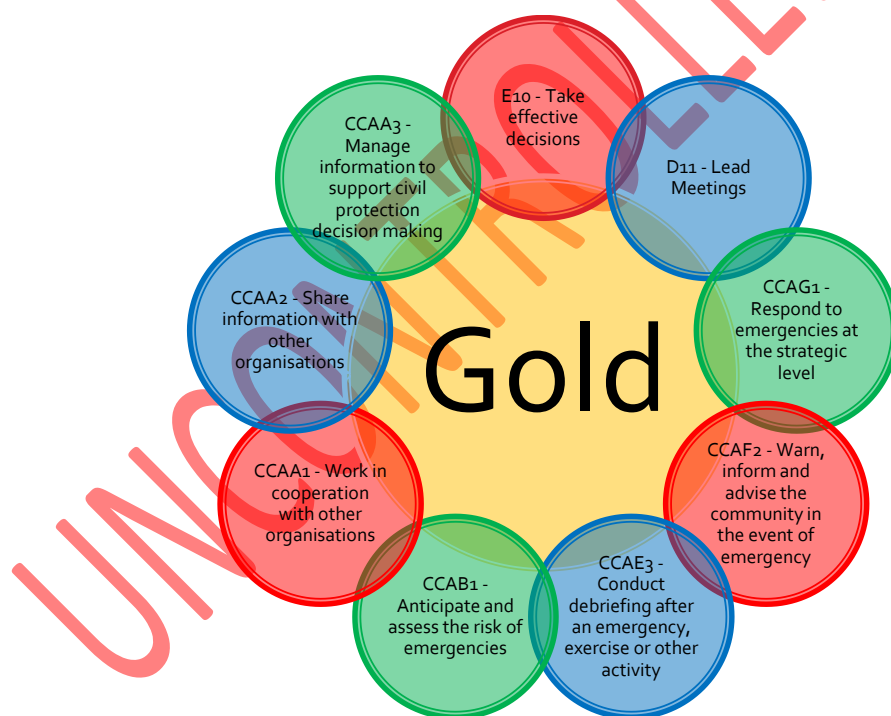 E10 - Take
effective
decisions
D11 - Lead
Meetings
CCAG1 -
Respond to
emergencies at
the strategic
level
CCAF2 - Warn,
inform and
advise the
community in
the event of
emergency
CCAE3 -
Conduct
debriefing after
an emergency,
exercise or other
activity
CCAB1 -
Anticipate and
assess the risk of
emergencies
CCAA1 - Work in
cooperation
with other
organisations
CCAA2 - Share
information with
other
organisations
CCAA3 -
Manage
information to
support civil
protection
decision making
Gold